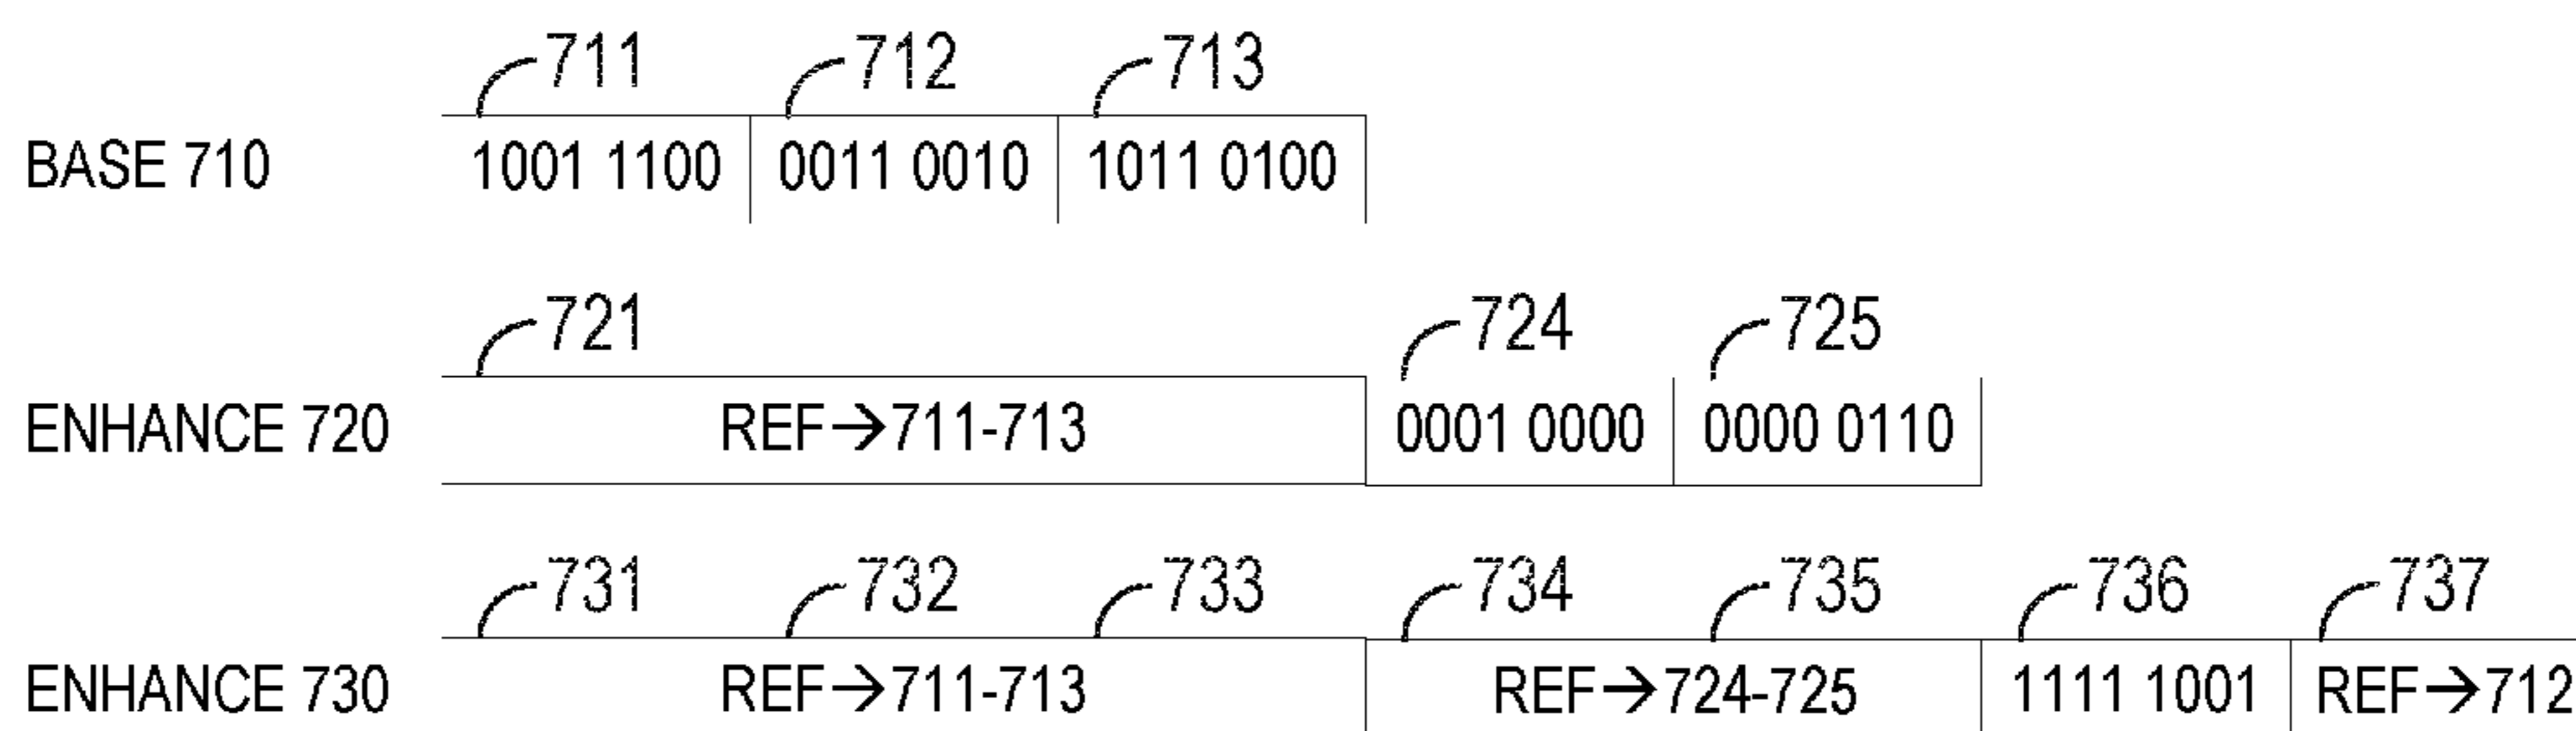 711 712 713
BASE 710 1001 1100 0011 0010 1011 0100
721 724 725
ENHANCE 720 REF→711-713 0001 0000 0000 0110
731 732 733 734 735 736 737
ENHANCE 730 REF→711-713 REF→724-725 1111 1001 REF→712